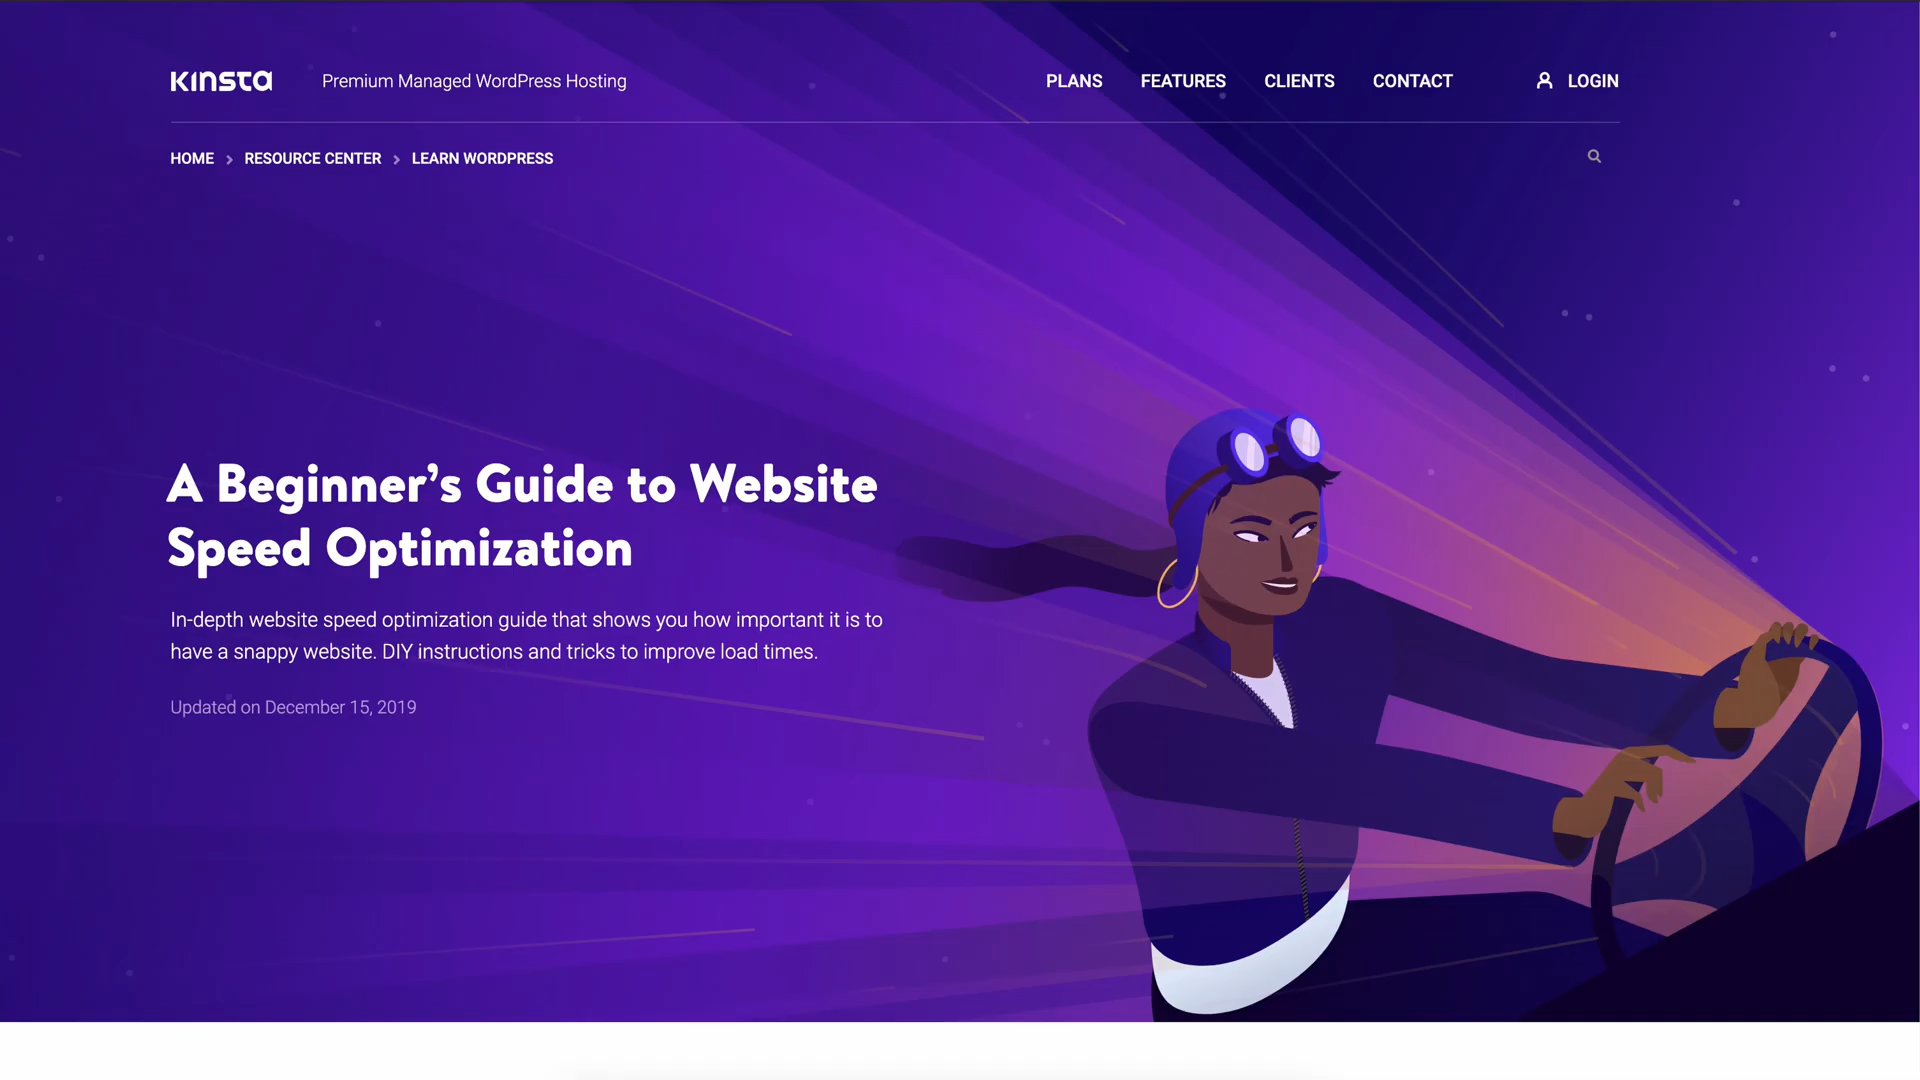 KINSTA
Premium Managed WordPress Hosting
PLANS
FEATURES
CLIENTS
CONTACT
LOGIN
HOME
RESOURCE CENTER
LEARN WORDPRESS
A Beginner’s Guide to Website
Speed Optimization
In-depth website speed optimization guide that shows you how important it is to
have a snappy website. DIY instructions and tricks to improve load times.
Updated on December 15, 2019